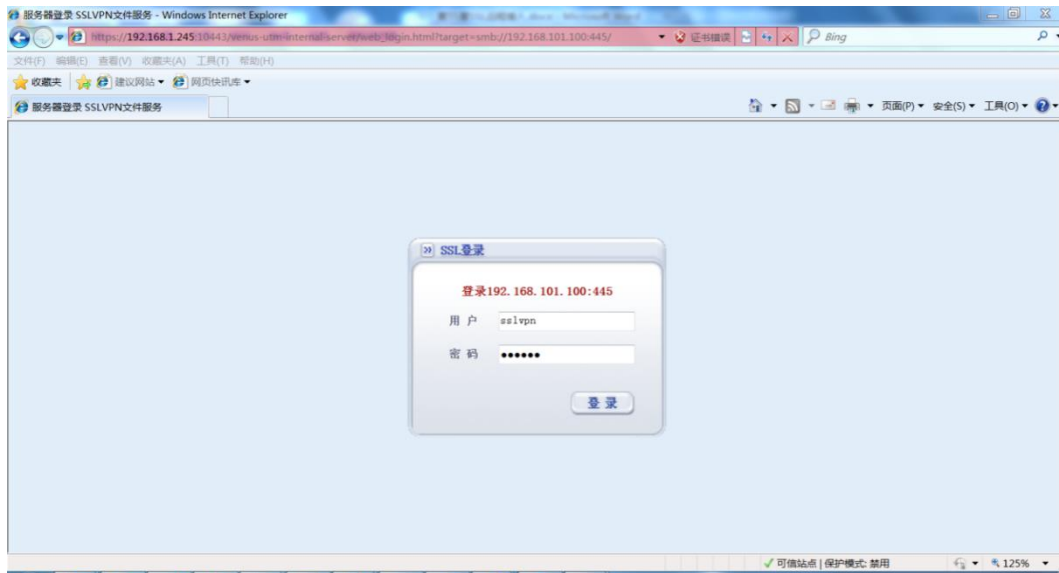 服务器登录 SSLVPN文件服务 - Windows Internet Explorer
https://192.168.1.245:10443/venus-utm-internal-server/web_login.html?target=smb://192.168.101.100:445/ 证书错误 Bing
文件(F) 编辑(E) 查看(V) 收藏夹(A) 工具(T) 帮助(H)
收藏夹 建议网站 网页快讯库
服务器登录 SSLVPN文件服务 页面(P) 安全(S) 工具(O)
SSL登录
登录192.168.101.100:445
用 户 sslvpn
密 码 ●●●●●●
登 录
可信站点 | 保护模式: 禁用 125%